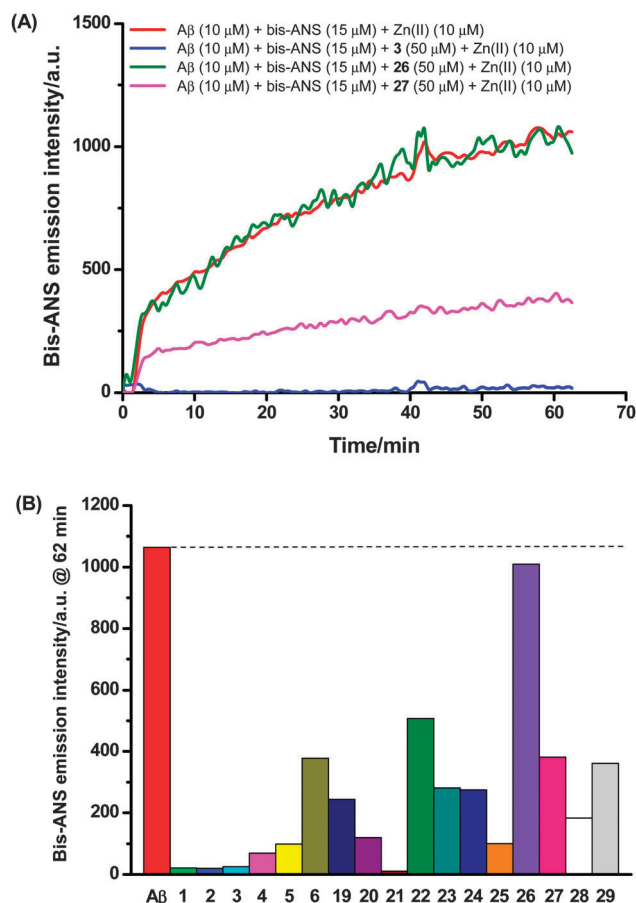 (A)
Aβ (10 μM) + bis-ANS (15 μM) + Zn(II) (10 μM)
Aβ (10 μM) + bis-ANS (15 μM) + 3 (50 μM) + Zn(II) (10 μM)
Aβ (10 μM) + bis-ANS (15 μM) + 26 (50 μM) + Zn(II) (10 μM)
Aβ (10 μM) + bis-ANS (15 μM) + 27 (50 μM) + Zn(II) (10 μM)
Bis-ANS emission intensity/a.u.
1500
1000
500
0
0 10 20 30 40 50 60 70
Time/min
(B)
Bis-ANS emission intensity/a.u. @ 62 min
1200
1000
800
600
400
200
0
Aβ 1 2 3 4 5 6 19 20 21 22 23 24 25 26 27 28 29